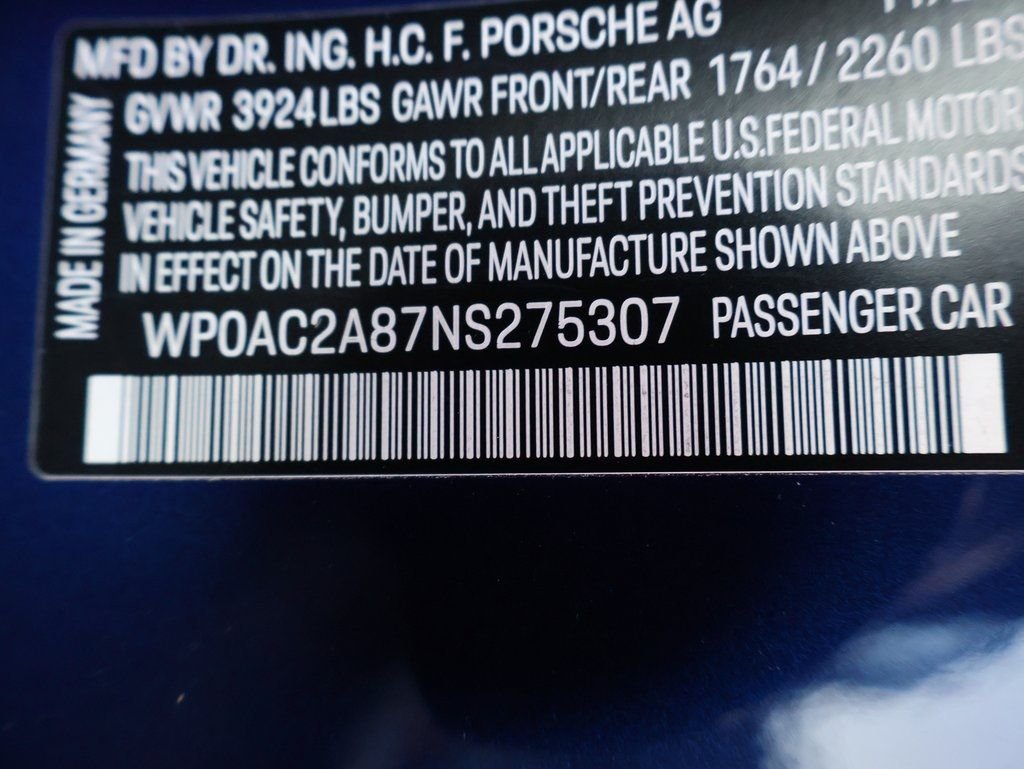 MFD BY DR. ING. H.C. F. PORSCHE AG
GVWR 3924LBS GAWR FRONT/REAR 1764/2260 LBS
THIS VEHICLE CONFORMS TO ALL APPLICABLE U.S.FEDERAL MOTOR
VEHICLE SAFETY, BUMPER, AND THEFT PREVENTION STANDARDS
IN EFFECT ON THE DATE OF MANUFACTURE SHOWN ABOVE
WP0AC2A87NS275307 PASSENGER CAR
MADE IN GERMANY